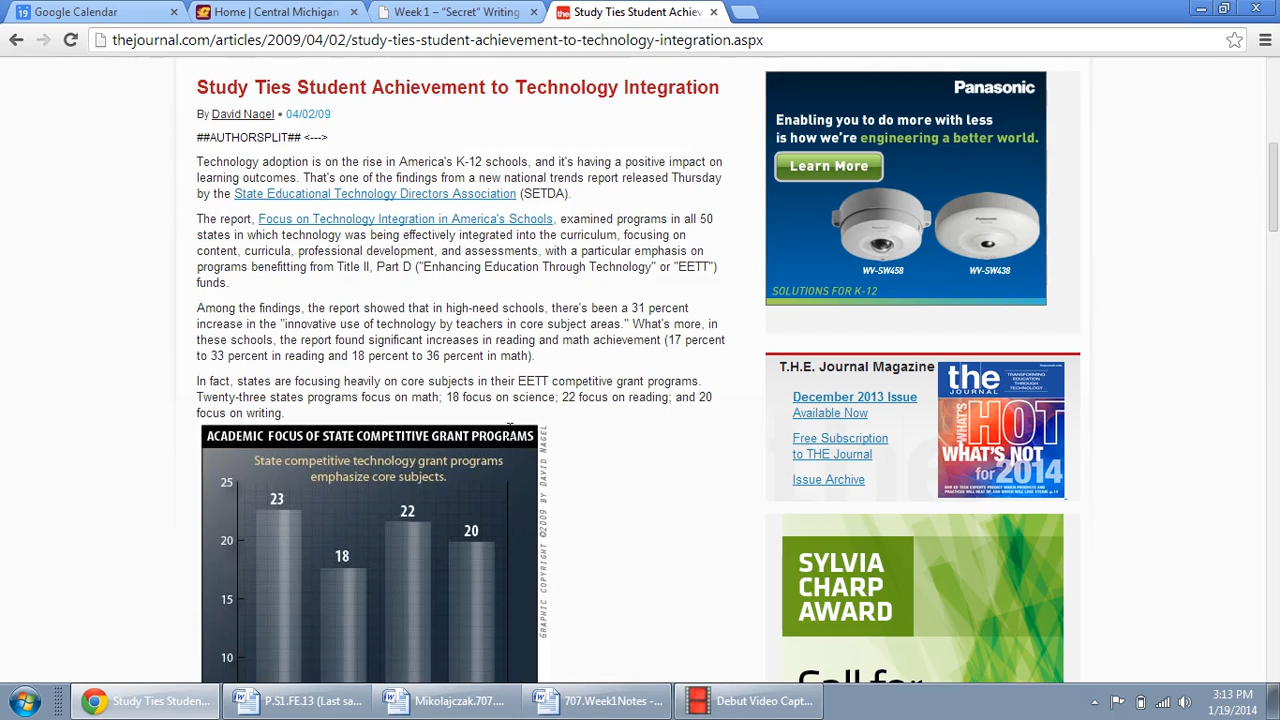 19 Google Calendar
Home | Central Michigan
Week 1 – “Secret” Writing
the Study Ties Student Achiev
thejournal.com/articles/2009/04/02/study-ties-student-achievement-to-technology-integration.aspx
Study Ties Student Achievement to Technology Integration
By David Nagel • 04/02/09
##AUTHORSPLIT## <--->
Technology adoption is on the rise in America's K-12 schools, and it's having a positive impact on
learning outcomes. That's one of the findings from a new national trends report released Thursday
by the State Educational Technology Directors Association (SETDA).
The report, Focus on Technology Integration in America's Schools, examined programs in all 50
states in which technology was being effectively integrated into the curriculum, focusing on
content, curricula, professional development, and assessments, with a particular emphasis on
programs benefitting from Title II, Part D ("Enhancing Education Through Technology" or "EETT")
funds.
Among the findings, the report showed that in high-need schools, there's been a 31 percent
increase in the "innovative use of technology by teachers in core subject areas." What's more, in
these schools, the report found significant increases in reading and math achievement (17 percent
to 33 percent in reading and 18 percent to 36 percent in math).
In fact, states focus heavily on core subjects in their EETT competitive grant programs.
Twenty-three state programs focus on math; 18 focus on science; 22 focus on reading; and 20
focus on writing.
ACADEMIC FOCUS OF STATE COMPETITIVE GRANT PROGRAMS
State competitive technology grant programs
emphasize core subjects.
25
23
22
20
20
18
15
10
GRAPHIC COPYRIGHT ©2009 BY DAVID NAGEL
Panasonic
Enabling you to do more with less
is how we're engineering a better world.
Learn More
Panasonic
WV-SW458
WV-SW438
SOLUTIONS FOR K-12
T.H.E. Journal Magazine
December 2013 Issue
Available Now
Free Subscription
to THE Journal
Issue Archive
the
JOURNAL
TRANSFORMING
EDUCATION
THROUGH
TECHNOLOGY
WHAT'S
HOT
WHAT'S NOT
for 2014
SYLVIA
CHARP
AWARD
Call for
Study Ties Studen...
P.S1.FE.13 (Last sa...
Mikolajczak.707....
707.Week1Notes -...
Debut Video Capt...
3:13 PM
1/19/2014